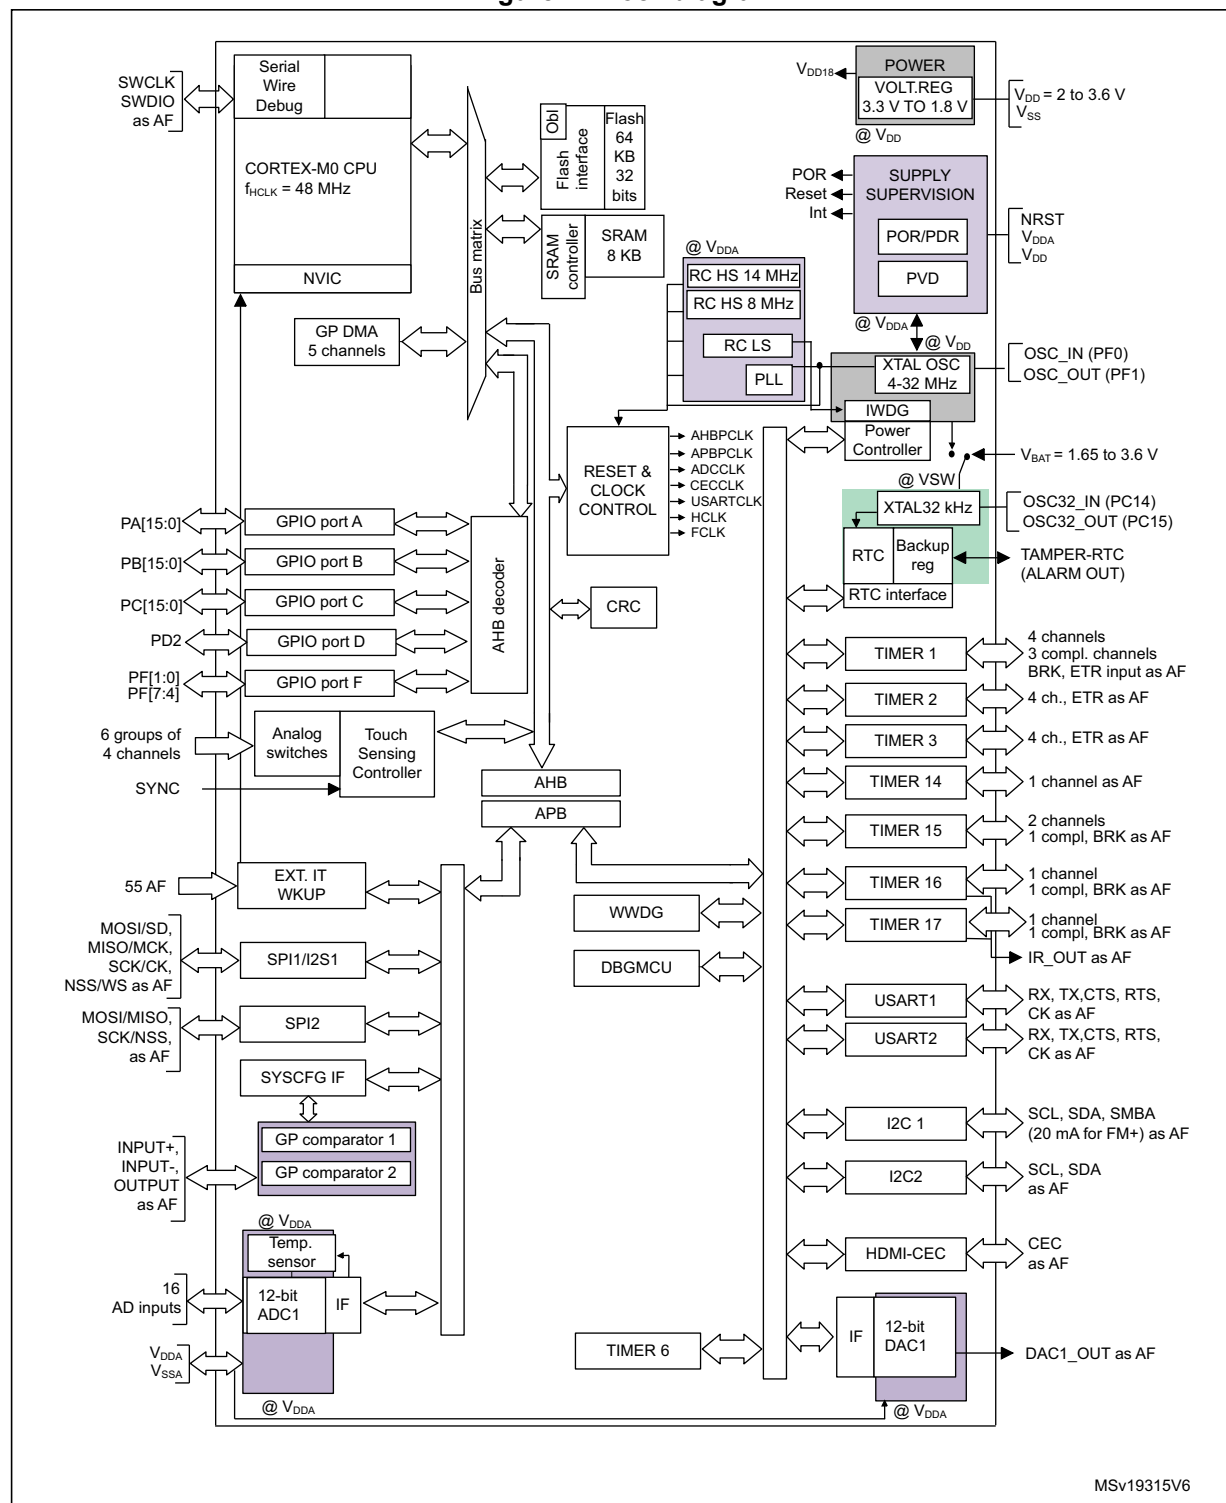 SWCLK
SWDIO
as AF
Serial
Wire
Debug
CORTEX-M0 CPU
fHCLK = 48 MHz
NVIC
Bus matrix
Obl
Flash
interface
Flash
64
KB
32
bits
SRAM
controller
SRAM
8 KB
VDD18
POWER
VOLT.REG
3.3 V TO 1.8 V
VDD = 2 to 3.6 V
VSS
@ VDD
POR
Reset
Int
SUPPLY
SUPERVISION
POR/PDR
PVD
NRST
VDDA
VDD
@ VDDA
RC HS 14 MHz
RC HS 8 MHz
RC LS
PLL
@ VDDA
@ VDD
XTAL OSC
4-32 MHz
OSC_IN (PF0)
OSC_OUT (PF1)
IWDG
Power
Controller
GP DMA
5 channels
RESET &
CLOCK
CONTROL
AHBPCLK
APBPCLK
ADCCLK
CECCLK
USARTCLK
HCLK
FCLK
VBAT = 1.65 to 3.6 V
@ VSW
XTAL32 kHz
OSC32_IN (PC14)
OSC32_OUT (PC15)
RTC
Backup
reg
RTC interface
TAMPER-RTC
(ALARM OUT)
PA[15:0]
GPIO port A
PB[15:0]
GPIO port B
PC[15:0]
GPIO port C
PD2
GPIO port D
PF[1:0]
PF[7:4]
GPIO port F
AHB decoder
CRC
6 groups of
4 channels
Analog
switches
Touch
Sensing
Controller
SYNC
AHB
APB
TIMER 1
4 channels
3 compl. channels
BRK, ETR input as AF
TIMER 2
4 ch., ETR as AF
TIMER 3
4 ch., ETR as AF
TIMER 14
1 channel as AF
TIMER 15
2 channels
1 compl, BRK as AF
TIMER 16
1 channel
1 compl, BRK as AF
TIMER 17
1 channel
1 compl, BRK as AF
IR_OUT as AF
55 AF
EXT. IT
WKUP
WWDG
DBGMCU
MOSI/SD,
MISO/MCK,
SCK/CK,
NSS/WS as AF
SPI1/I2S1
MOSI/MISO,
SCK/NSS,
as AF
SPI2
USART1
RX, TX,CTS, RTS,
CK as AF
USART2
RX, TX,CTS, RTS,
CK as AF
SYSCFG IF
GP comparator 1
GP comparator 2
INPUT+,
INPUT-,
OUTPUT
as AF
I2C 1
SCL, SDA, SMBA
(20 mA for FM+) as AF
I2C2
SCL, SDA
as AF
HDMI-CEC
CEC
as AF
@ VDDA
Temp.
sensor
16
AD inputs
12-bit
ADC1
IF
VDDA
VSSA
@ VDDA
TIMER 6
IF
12-bit
DAC1
DAC1_OUT as AF
@ VDDA
MSv19315V6